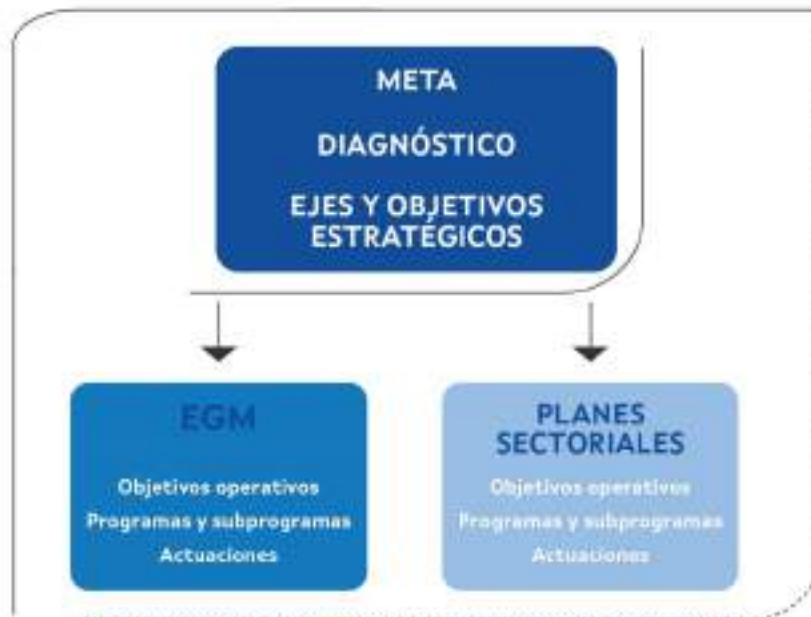 META
DIAGNÓSTICO
EJES Y OBJETIVOS
ESTRATÉGICOS
EGM
Objetivos operativos
Programas y subprogramas
Actuaciones
PLANES
SECTORIALES
Objetivos operativos
Programas y subprogramas
Actuaciones